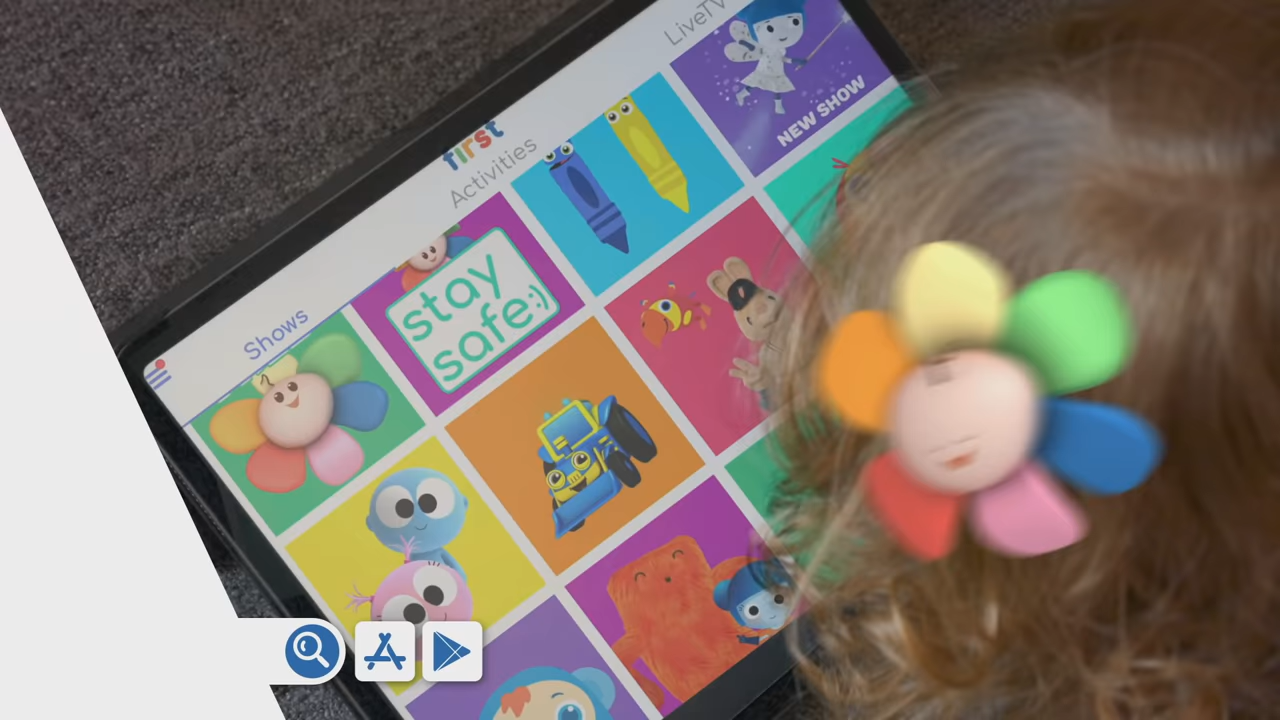 LiveTV
NEW SHOW
first
Activities
Shows
stay
safe:)